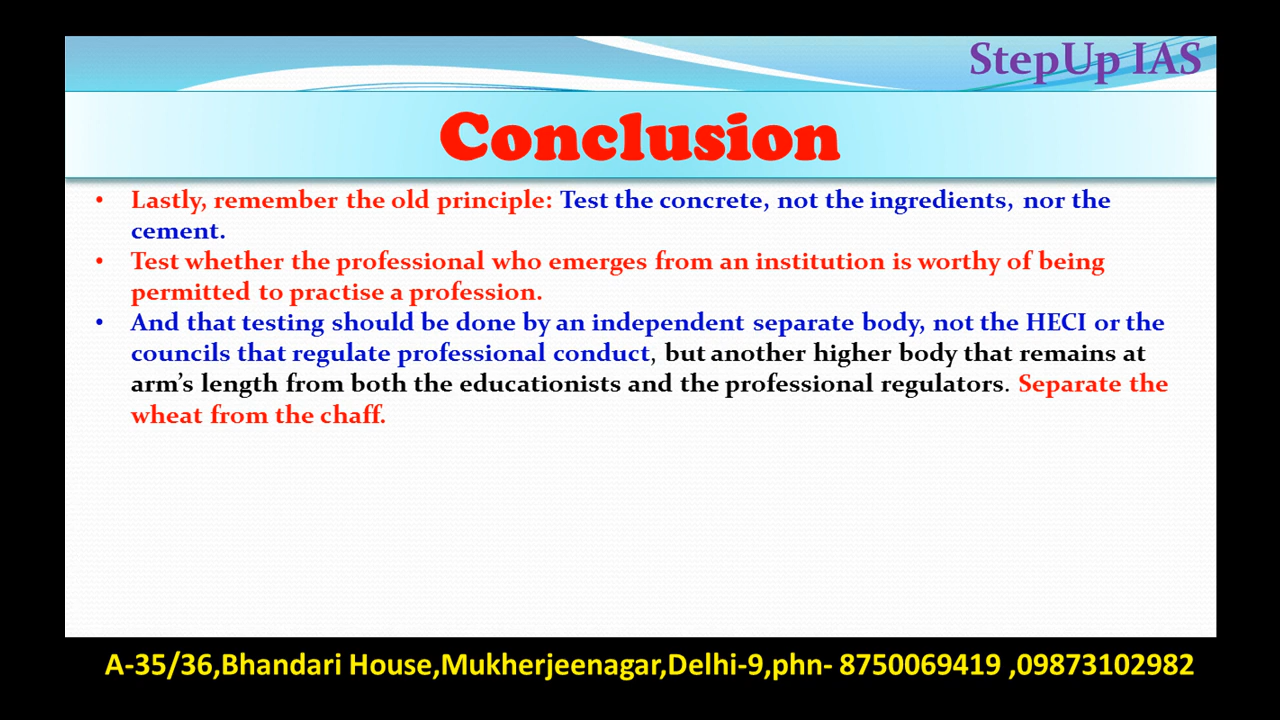 StepUp IAS
Conclusion
• Lastly, remember the old principle: Test the concrete, not the ingredients, nor the
cement.
• Test whether the professional who emerges from an institution is worthy of being
permitted to practise a profession.
• And that testing should be done by an independent separate body, not the HECI or the
councils that regulate professional conduct, but another higher body that remains at
arm's length from both the educationists and the professional regulators. Separate the
wheat from the chaff.
A-35/36,Bhandari House,Mukherjeenagar,Delhi-9,phn- 8750069419 ,09873102982